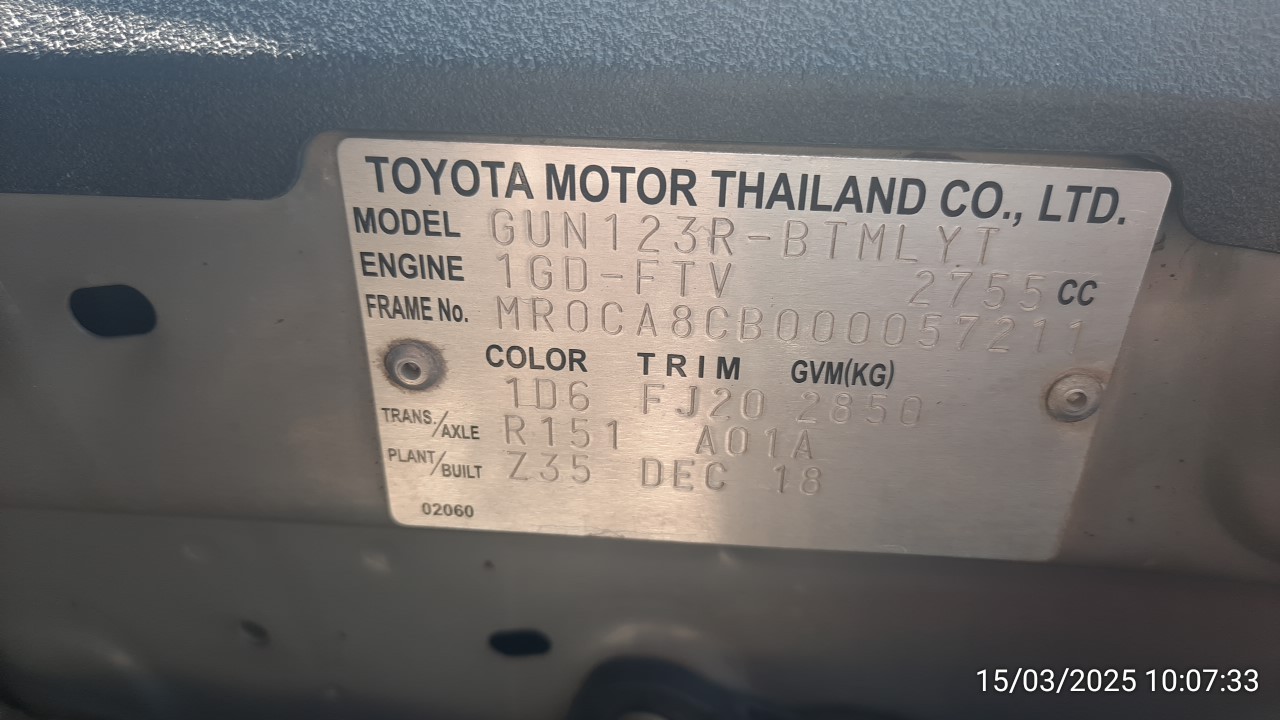 TOYOTA MOTOR THAILAND CO., LTD.
MODEL GUN123R-BTMLYT
ENGINE 1GD-FTV 2755 CC
FRAME No. MR0CA8CB000057211
COLOR TRIM GVM(KG)
1D6 FJ20 2850
TRANS./AXLE R151 A01A
PLANT/BUILT Z35 DEC 18
02060
15/03/2025 10:07:33